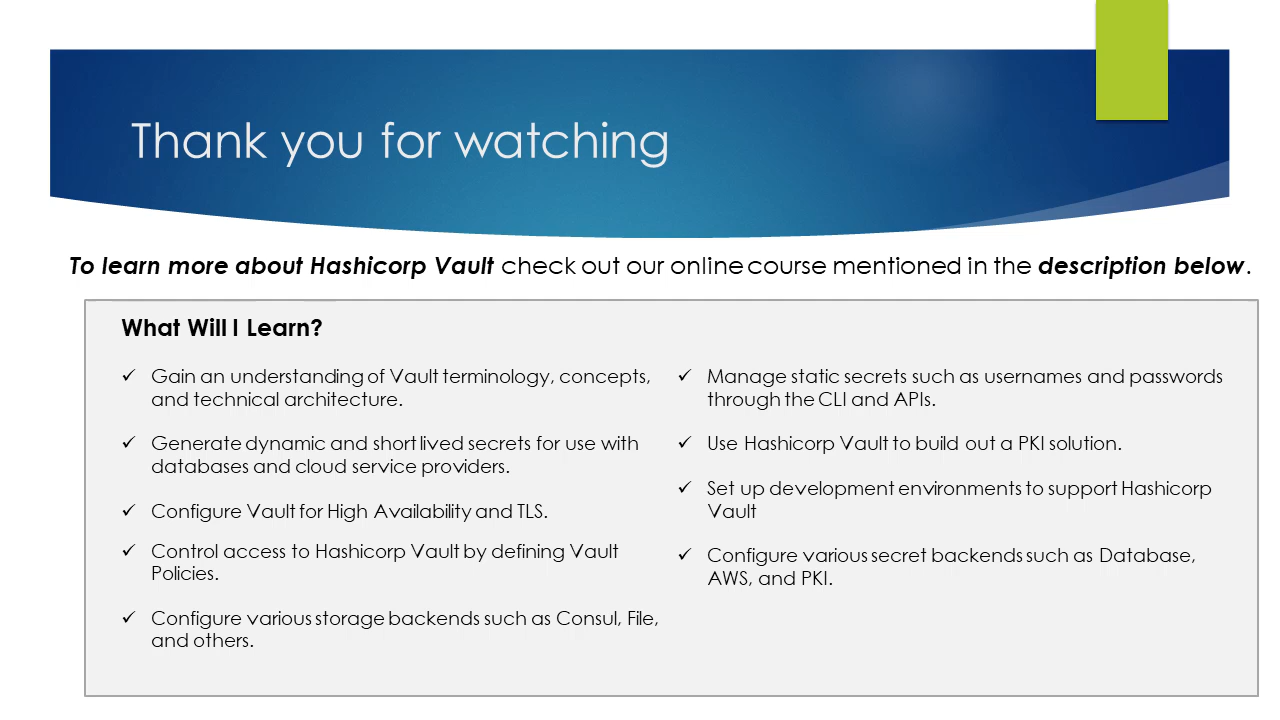 Thank you for watching
To learn more about Hashicorp Vault check out our online course mentioned in the description below.
What Will I Learn?
✓ Gain an understanding of Vault terminology, concepts,
and technical architecture.
✓ Generate dynamic and short lived secrets for use with
databases and cloud service providers.
✓ Configure Vault for High Availability and TLS.
✓ Control access to Hashicorp Vault by defining Vault
Policies.
✓ Configure various storage backends such as Consul, File,
and others.
✓ Manage static secrets such as usernames and passwords
through the CLI and APIs.
✓ Use Hashicorp Vault to build out a PKI solution.
✓ Set up development environments to support Hashicorp
Vault
✓ Configure various secret backends such as Database,
AWS, and PKI.